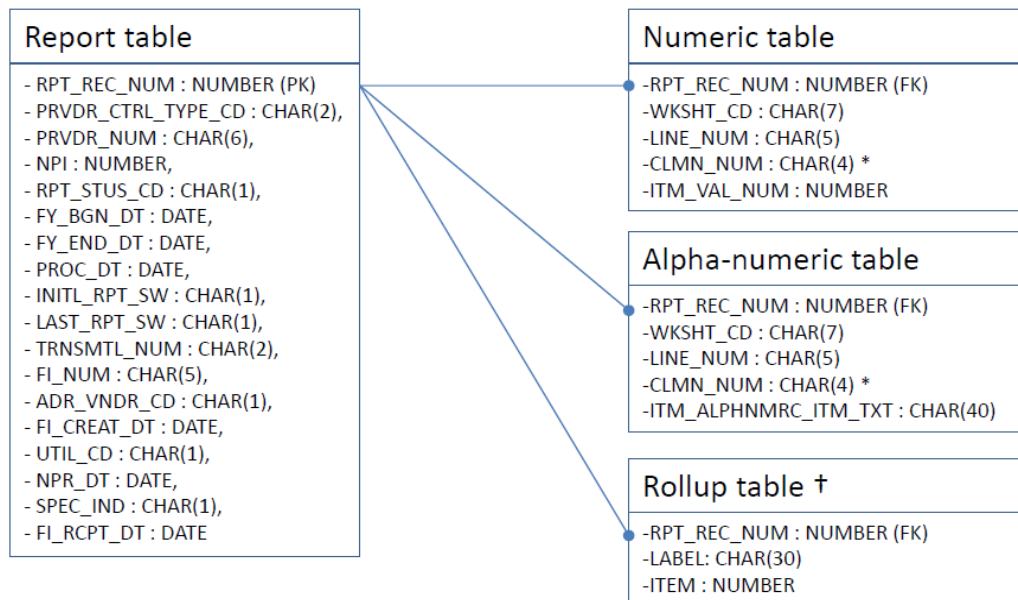 Report table
- RPT_REC_NUM : NUMBER (PK)
- PRVDR_CTRL_TYPE_CD : CHAR(2),
- PRVDR_NUM : CHAR(6),
- NPI : NUMBER,
- RPT_STUS_CD : CHAR(1),
- FY_BGN_DT : DATE,
- FY_END_DT : DATE,
- PROC_DT : DATE,
- INITL_RPT_SW : CHAR(1),
- LAST_RPT_SW : CHAR(1),
- TRNSMTL_NUM : CHAR(2),
- FI_NUM : CHAR(5),
- ADR_VNDR_CD : CHAR(1),
- FI_CREAT_DT : DATE,
- UTIL_CD : CHAR(1),
- NPR_DT : DATE,
- SPEC_IND : CHAR(1),
- FI_RCPT_DT : DATE
Numeric table
-RPT_REC_NUM : NUMBER (FK)
-WKSHT_CD : CHAR(7)
-LINE_NUM : CHAR(5)
-CLMN_NUM : CHAR(4) *
-ITM_VAL_NUM : NUMBER
Alpha-numeric table
-RPT_REC_NUM : NUMBER (FK)
-WKSHT_CD : CHAR(7)
-LINE_NUM : CHAR(5)
-CLMN_NUM : CHAR(4) *
-ITM_ALPHNMRC_ITM_TXT : CHAR(40)
Rollup table †
-RPT_REC_NUM : NUMBER (FK)
-LABEL: CHAR(30)
-ITEM : NUMBER